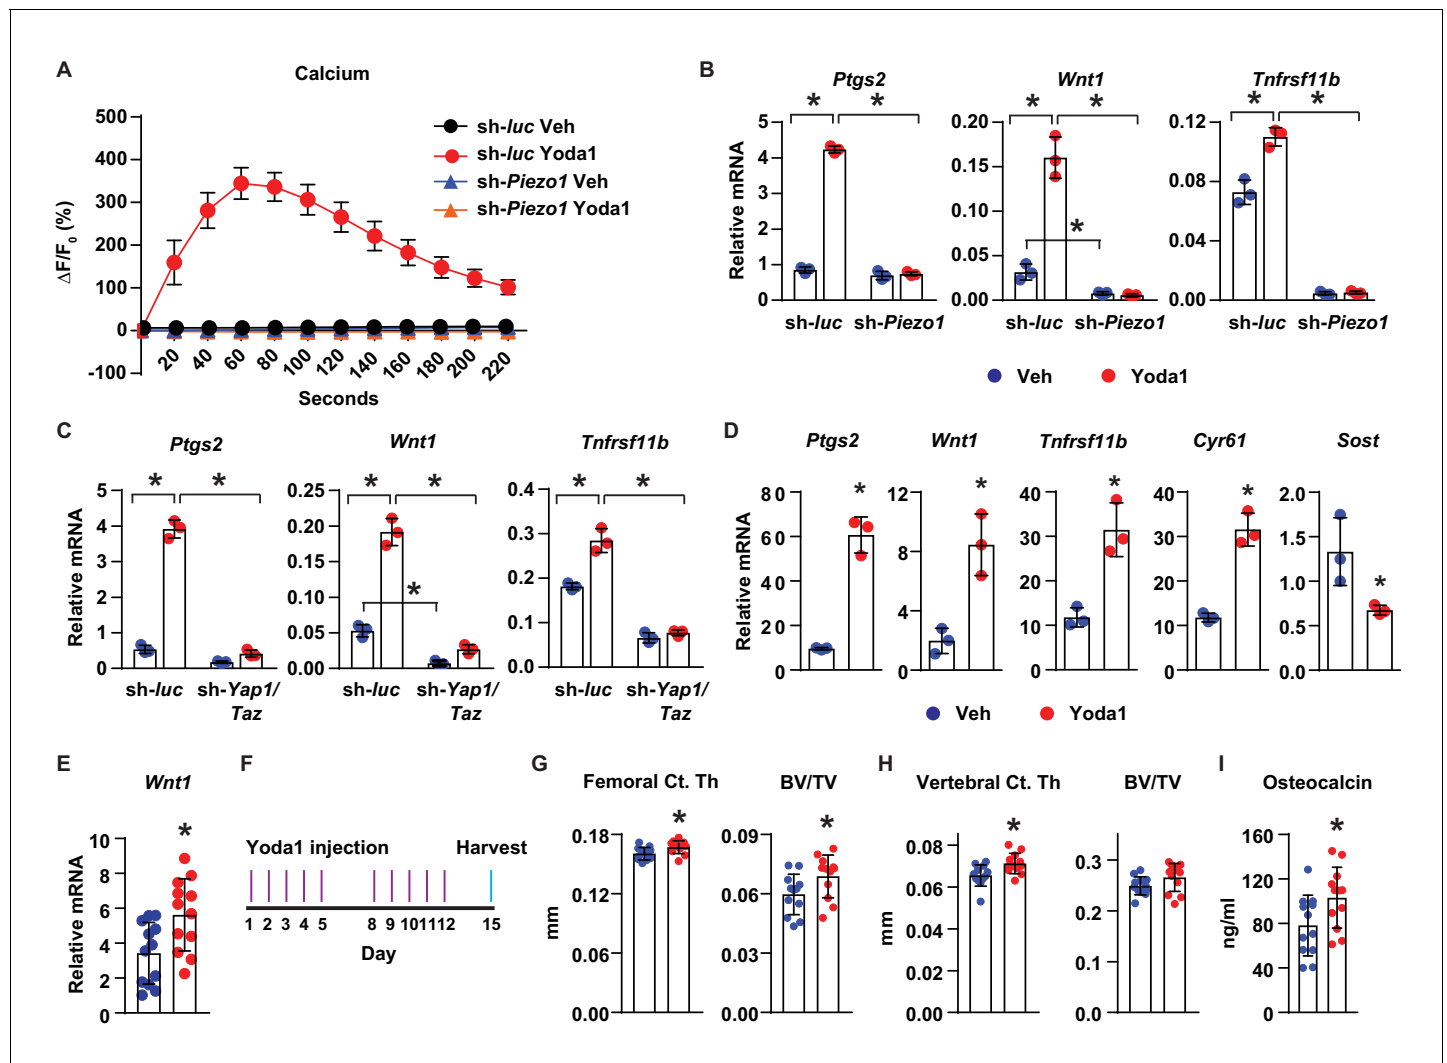 A
Calcium
ΔF/F0 (%)
500
400
300
200
100
0
-100
20 40 60 80 100 120 140 160 180 200 220
Seconds
sh-luc Veh
sh-luc Yoda1
sh-Piezo1 Veh
sh-Piezo1 Yoda1
B
Ptgs2 Wnt1 Tnfrsf11b
* * * * * *
*
Relative mRNA
5
4
3
2
1
0
sh-luc sh-Piezo1
0.20
0.15
0.10
0.05
0.00
sh-luc sh-Piezo1
0.12
0.08
0.04
0.00
sh-luc sh-Piezo1
Veh Yoda1
C
Ptgs2 Wnt1 Tnfrsf11b
* * * * * *
*
Relative mRNA
5
4
3
2
1
0
sh-luc sh-Yap1/
Taz
0.25
0.20
0.15
0.10
0.05
0.00
sh-luc sh-Yap1/
Taz
0.4
0.3
0.2
0.1
0.0
sh-luc sh-Yap1/
Taz
D
Ptgs2 Wnt1 Tnfrsf11b Cyr61 Sost
* * * * *
Relative mRNA
80
60
40
20
0
12
8
4
0
40
30
20
10
0
40
30
20
10
0
2.0
1.5
1.0
0.5
0.0
Veh Yoda1
E
Wnt1
*
Relative mRNA
10
8
6
4
2
0
F
Yoda1 injection Harvest
1 2 3 4 5 8 9 10 11 12 15
Day
G
Femoral Ct. Th BV/TV
* *
mm
0.18
0.12
0.06
0.00
0.09
0.06
0.03
0.00
H
Vertebral Ct. Th BV/TV
*
mm
0.08
0.06
0.04
0.02
0.00
0.3
0.2
0.1
0.0
I
Osteocalcin
*
ng/ml
160
120
80
40
0